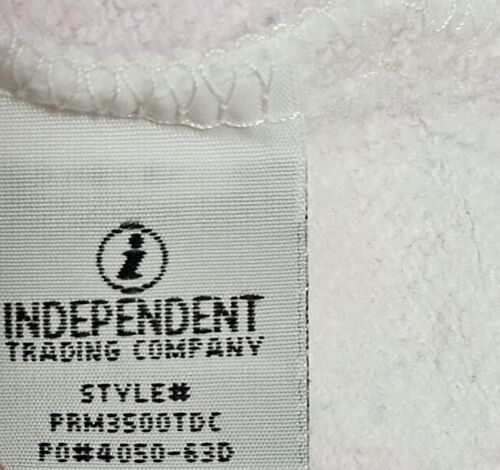 i
INDEPENDENT
TRADING COMPANY
STYLE#
PRM3500TDC
PO#4050-63D